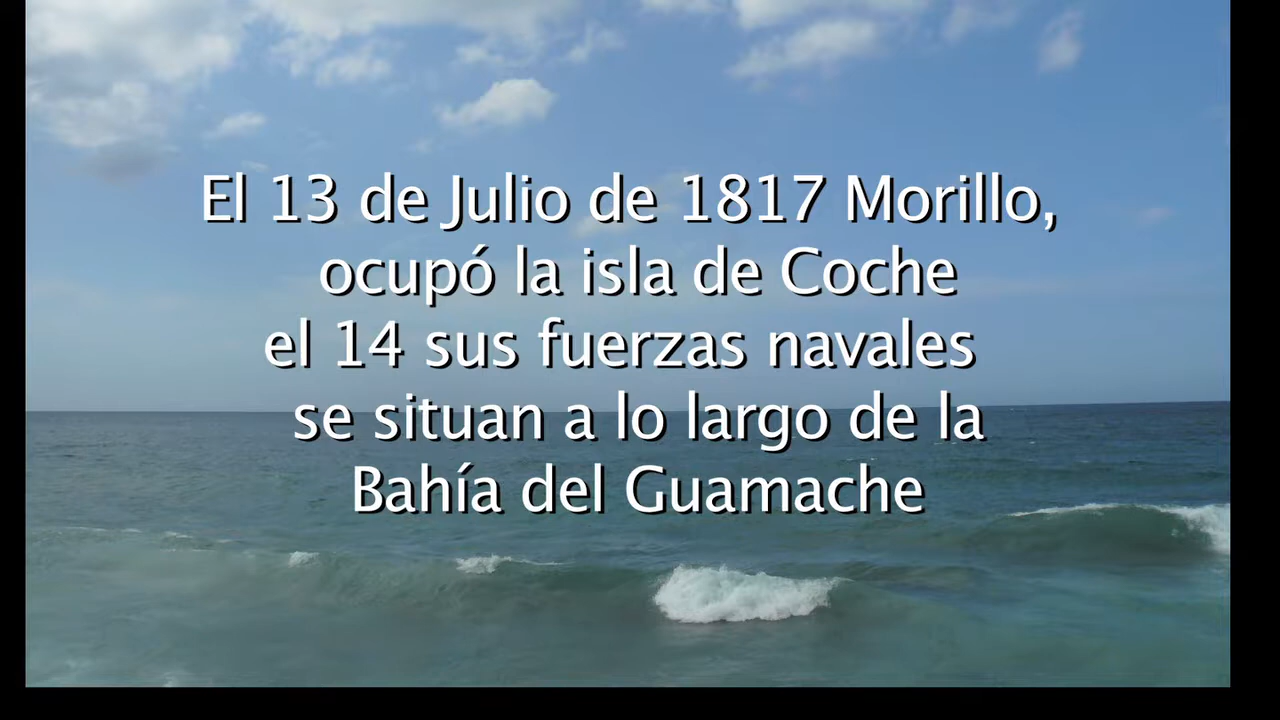 El 13 de Julio de 1817 Morillo,
ocupó la isla de Coche
el 14 sus fuerzas navales
se situan a lo largo de la
Bahía del Guamache